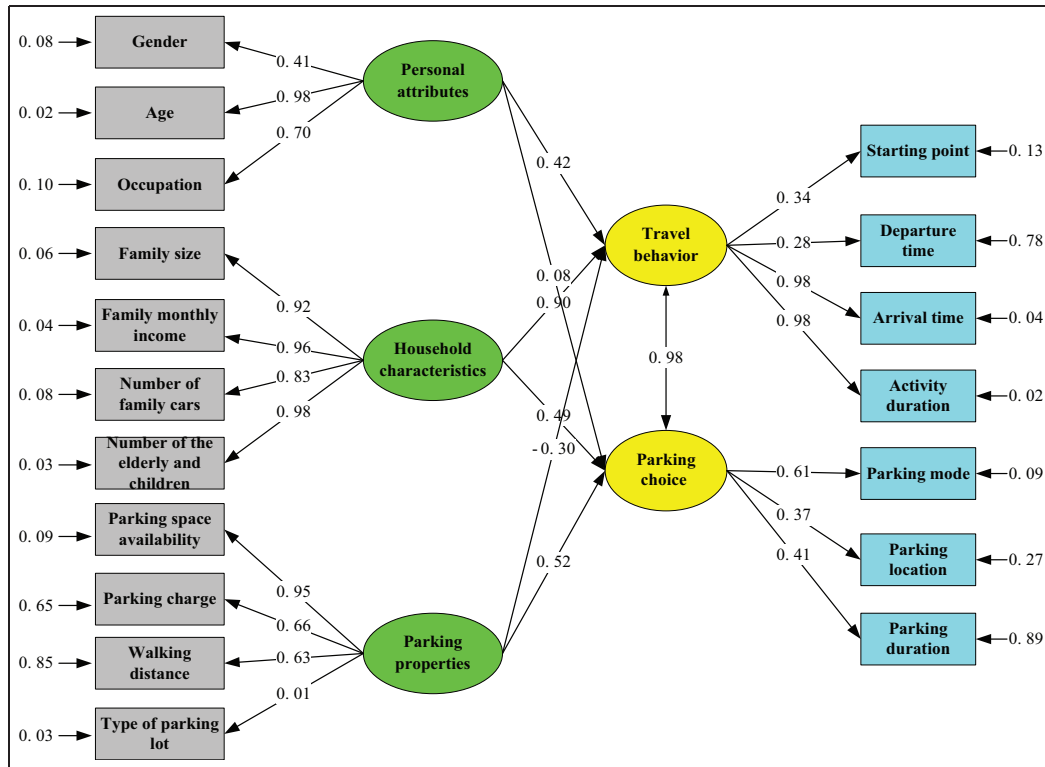 0. 08
Gender
0. 41
0. 02
Age
0. 98
0. 10
Occupation
0. 70
Personal
attributes
0. 06
Family size
0. 92
0. 04
Family monthly
income
0. 96
0. 08
Number of
family cars
0. 83
0. 03
Number of the
elderly and
children
0. 98
Household
characteristics
0. 09
Parking space
availability
0. 95
0. 65
Parking charge
0. 66
0. 85
Walking
distance
0. 63
0. 03
Type of parking
lot
0. 01
Parking
properties
0. 42
0. 08
0. 90
0. 49
- 0. 30
0. 52
Travel
behavior
0. 98
Parking
choice
0. 34
Starting point
0. 13
0. 28
Departure
time
0. 78
0. 98
Arrival time
0. 04
0. 98
Activity
duration
0. 02
0. 61
Parking mode
0. 09
0. 37
Parking
location
0. 27
0. 41
Parking
duration
0. 89